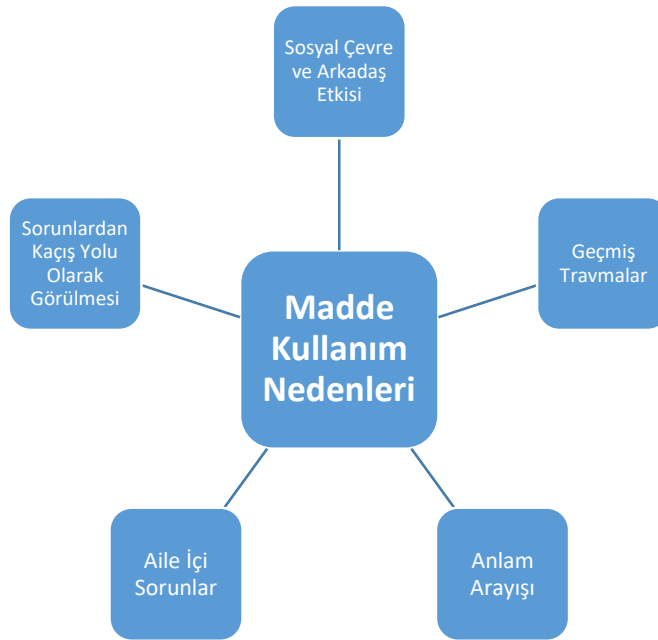 Sosyal Çevre
ve Arkadaş
Etkisi
Sorunlardan
Kaçış Yolu
Olarak
Görülmesi
Geçmiş
Travmalar
Madde
Kullanım
Nedenleri
Aile İçi
Sorunlar
Anlam
Arayışı